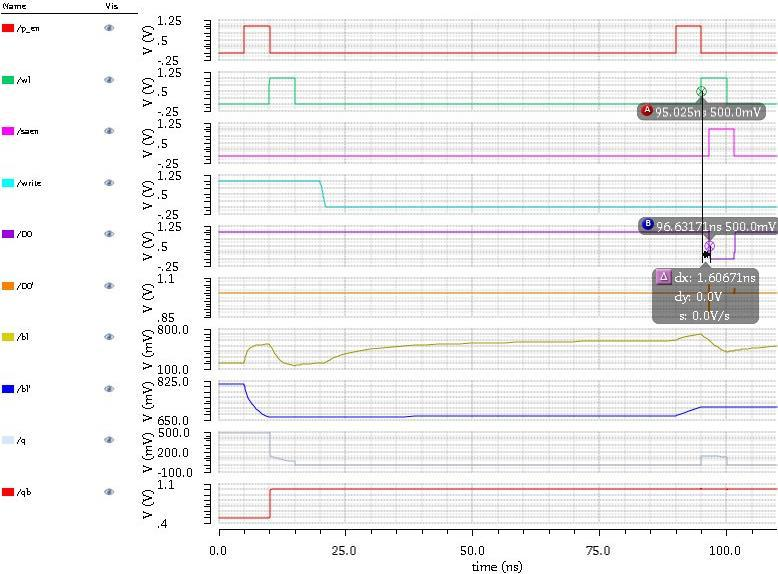 Name Vis
/p_en
V (V)
1.25
.5
-.25
/wl
V (V)
1.25
.5
-.25
A 95.025ns 500.0mV
/saen
V (V)
1.25
.5
-.25
/write
V (V)
1.25
.5
-.25
/DO
V (V)
1.25
.5
-.25
B 96.63171ns 500.0mV
Δ dx: 1.60671ns
dy: 0.0V
s: 0.0V/s
/DO'
V (V)
1.1
.85
/bl
V (mV)
800.0
100.0
/bl'
V (mV)
825.0
650.0
/q
V (mV)
500.0
200.0
-100.0
/qb
V (V)
1.1
.4
0.0 25.0 50.0 75.0 100.0
time (ns)